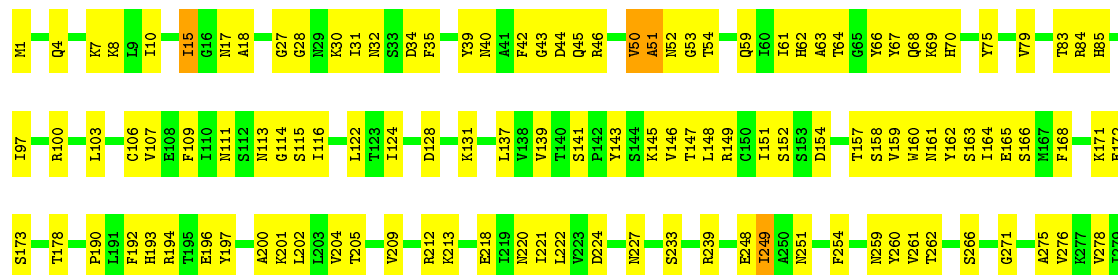 M1 Q4 K7 K8 L9 I10 I15 G16 N17 A18 G27 G28 N29 K30 I31 N32 S33 D34 F35 Y39 N40 A41 F42 G43 D44 Q45 R46 V50 A51 N52 G53 T54 Q59 I60 I61 H62 A63 T64 G65 Y66 Y67 Q68 K69 H70 Y75 V79 T83 R84 H85
I97 R100 L103 C106 V107 E108 F109 I110 N111 S112 N113 G114 S115 I116 L122 T123 I124 D128 K131 L137 V138 V139 T140 S141 P142 Y143 S144 K145 V146 T147 L148 R149 C150 I151 S152 S153 D154 T157 S158 V159 W160 N161 Y162 S163 I164 E165 S166 M167 F168 K171
S173 T178 P190 L191 F192 H193 R194 T195 E196 Y197 A200 K201 L202 L203 V204 T205 V209 R212 K213 E218 I219 N220 I221 L222 V223 D224 N227 S233 R239 E248 I249 A250 N251 F254 N259 Y260 V261 T262 S266 G271 A275 V276 K277 V278